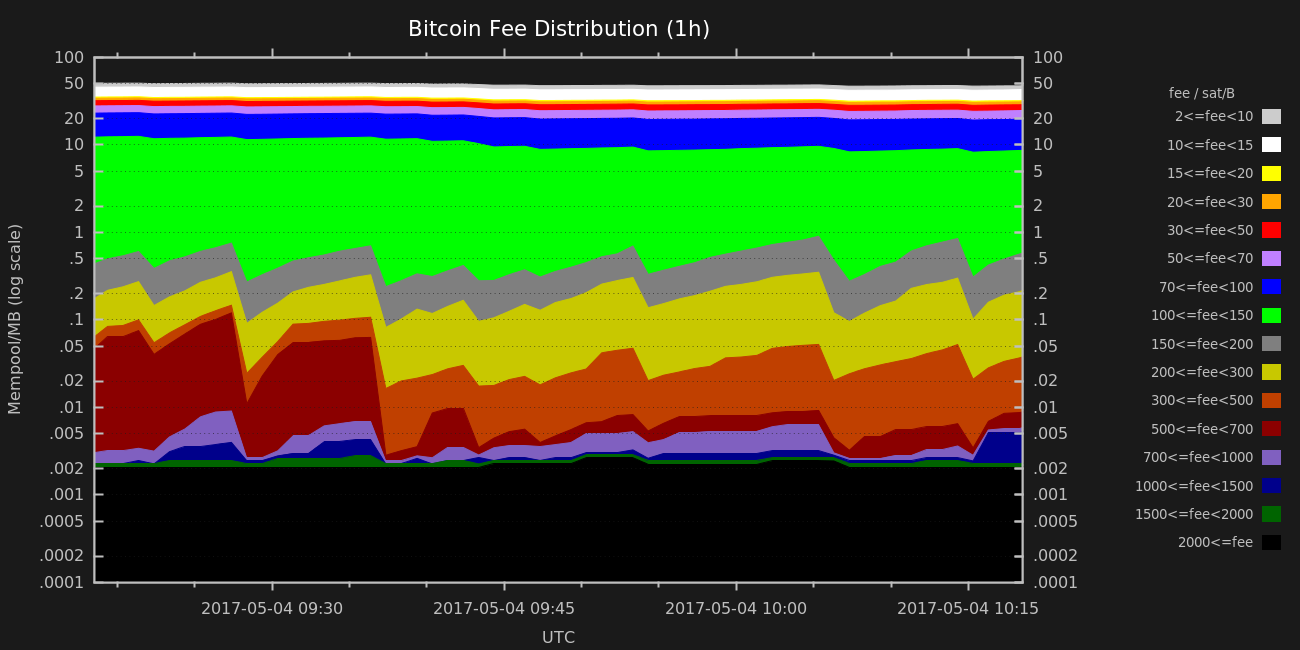 Bitcoin Fee Distribution (1h)
100 100
50 50
20 20
10 10
5 5
2 2
1 1
.5 .5
.2 .2
.1 .1
.05 .05
.02 .02
.01 .01
.005 .005
.002 .002
.001 .001
.0005 .0005
.0002 .0002
.0001 .0001
Mempool/MB (log scale)
2017-05-04 09:30 2017-05-04 09:45 2017-05-04 10:00 2017-05-04 10:15
UTC
fee / sat/B
2<=fee<10
10<=fee<15
15<=fee<20
20<=fee<30
30<=fee<50
50<=fee<70
70<=fee<100
100<=fee<150
150<=fee<200
200<=fee<300
300<=fee<500
500<=fee<700
700<=fee<1000
1000<=fee<1500
1500<=fee<2000
2000<=fee